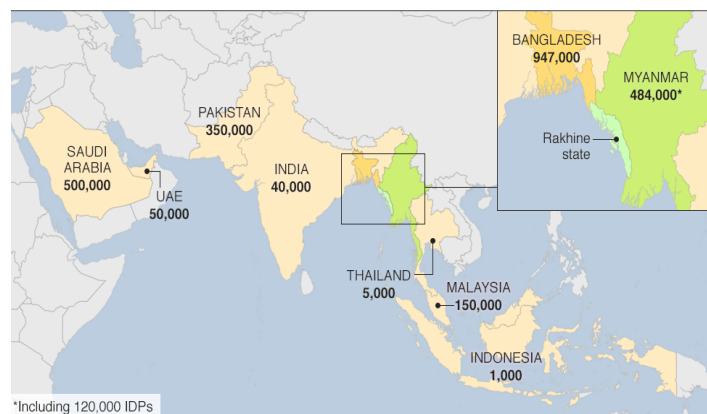 BANGLADESH
947,000
MYANMAR
484,000*
Rakhine
state
PAKISTAN
350,000
SAUDI
ARABIA
500,000
INDIA
40,000
UAE
50,000
THAILAND
5,000
MALAYSIA
150,000
INDONESIA
1,000
*Including 120,000 IDPs